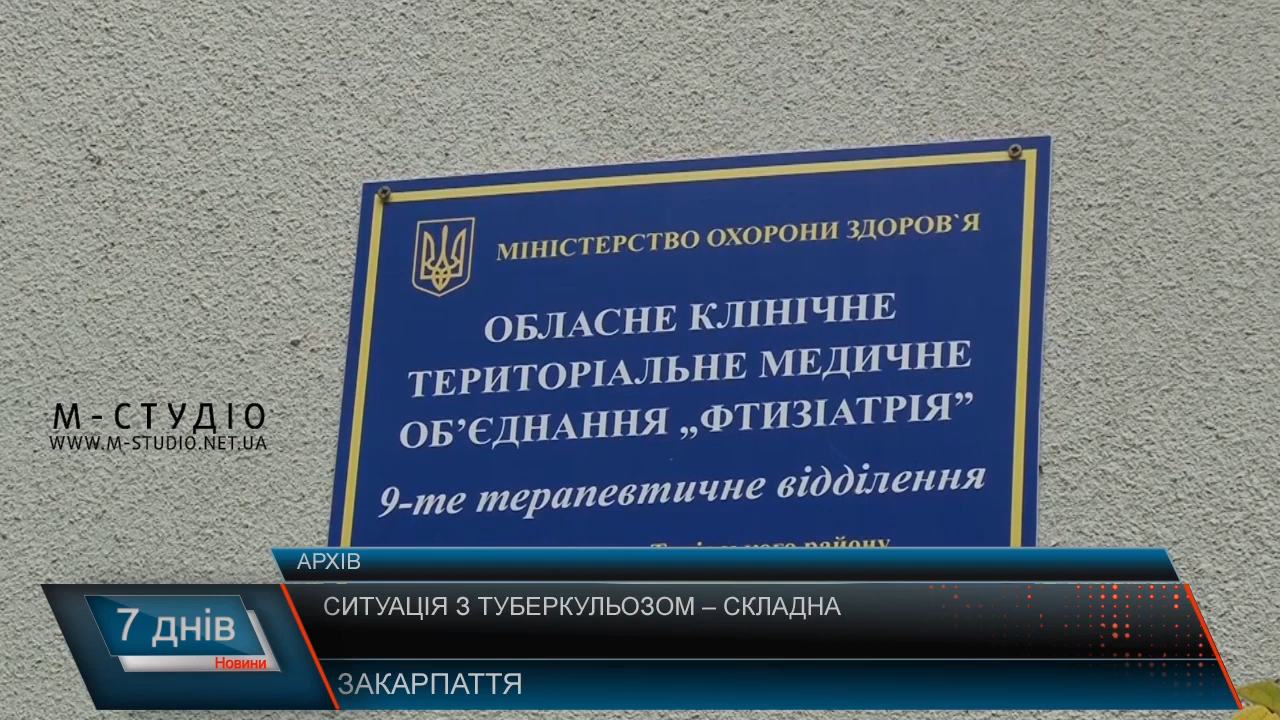 МІНІСТЕРСТВО ОХОРОНИ ЗДОРОВ`Я
ОБЛАСНЕ КЛІНІЧНЕ
ТЕРИТОРІАЛЬНЕ МЕДИЧНЕ
ОБ’ЄДНАННЯ „ФТИЗІАТРІЯ”
9-те терапевтичне відділення
району
М-СТУДІО
WWW.M-STUDIO.NET.UA
АРХІВ
СИТУАЦІЯ З ТУБЕРКУЛЬОЗОМ – СКЛАДНА
7 днів
Новини
ЗАКАРПАТТЯ